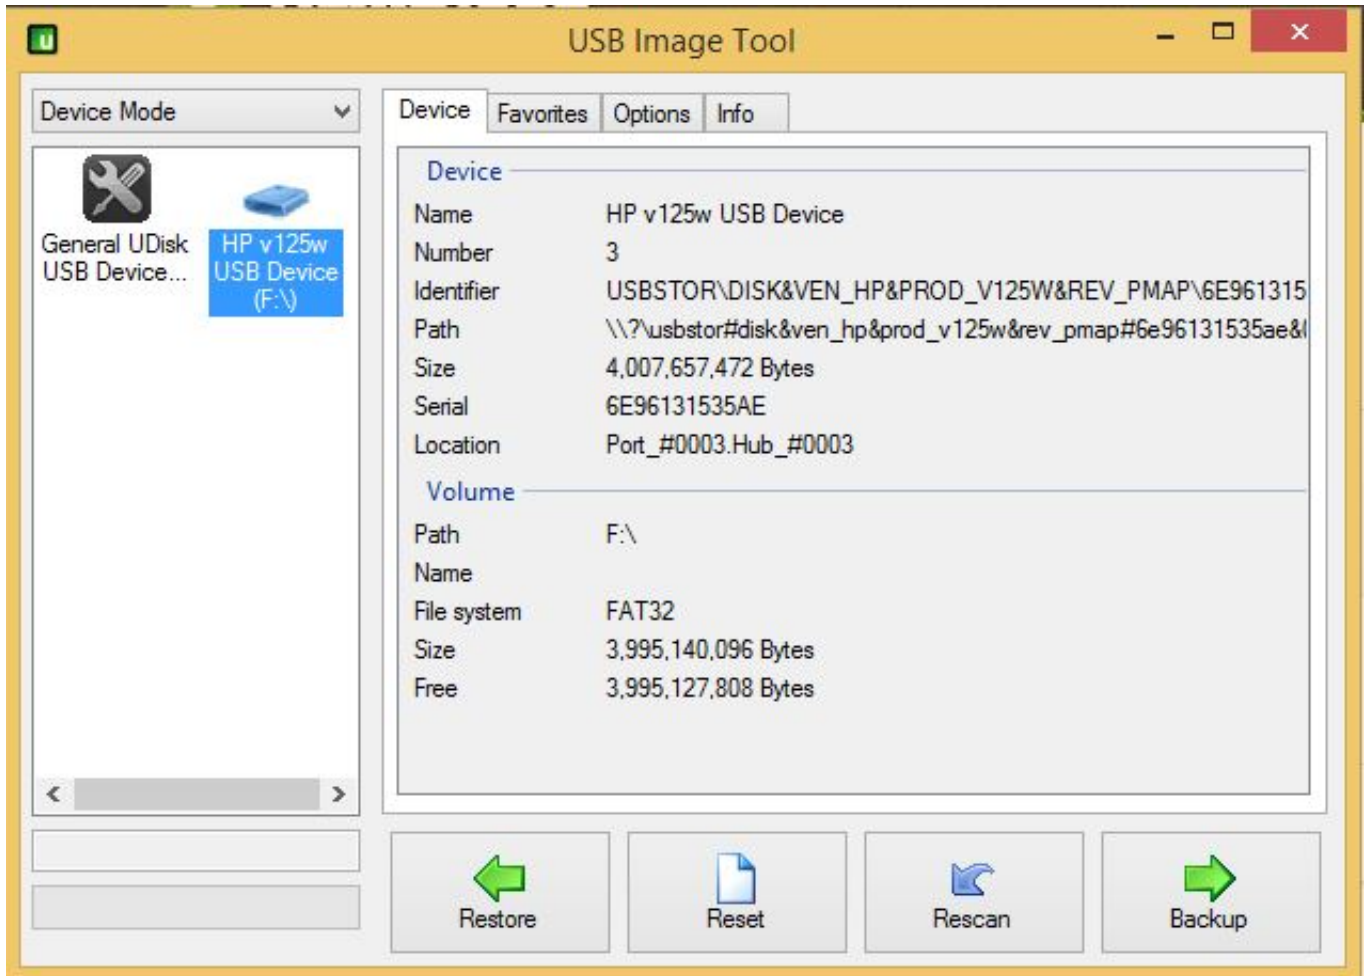 USB Image Tool
Device Mode
General UDisk
USB Device...
HP v125w
USB Device
(F:\)
Device Favorites Options Info
Device
Name HP v125w USB Device
Number 3
Identifier USBSTOR\DISK&VEN_HP&PROD_V125W&REV_PMAP\6E961315
Path \\?\usbstor#disk&ven_hp&prod_v125w&rev_pmap#6e96131535ae&
Size 4,007,657,472 Bytes
Serial 6E96131535AE
Location Port_#0003.Hub_#0003
Volume
Path F:\
Name
File system FAT32
Size 3,995,140,096 Bytes
Free 3,995,127,808 Bytes
Restore Reset Rescan Backup